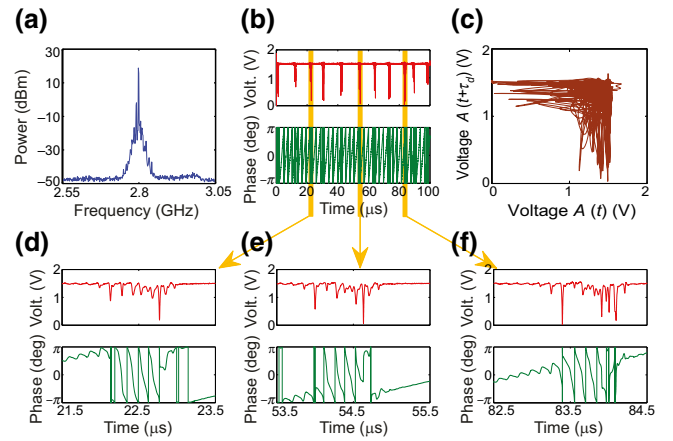 (a)
(b)
(c)
Power (dBm)
30
10
−10
−30
−50
2.55
2.8
3.05
Frequency (GHz)
Volt. (V)
2
1
0
Phase (deg)
π
0
−π
0
20
40
60
80
100
Time (μs)
Voltage A (t+τd) (V)
2
1
0
0
1
2
Voltage A (t) (V)
(d)
(e)
(f)
Volt. (V)
2
1
0
Phase (deg)
π
0
−π
21.5
22.5
23.5
Time (μs)
Volt. (V)
2
1
0
Phase (deg)
π
0
−π
53.5
54.5
55.5
Time (μs)
Volt. (V)
2
1
0
Phase (deg)
π
0
−π
82.5
83.5
84.5
Time (μs)